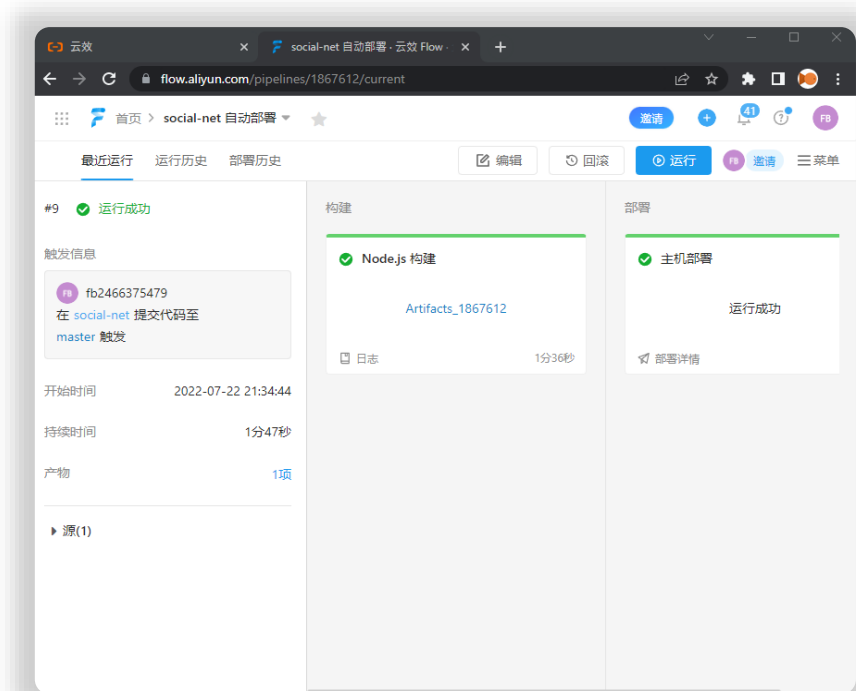 云效
social-net 自动部署 · 云效 Flow ·
flow.aliyun.com/pipelines/1867612/current
首页 > social-net 自动部署
邀请
41
FB
最近运行 运行历史 部署历史
编辑 回滚 运行 FB 邀请 菜单
#9 运行成功
触发信息
FB fb2466375479
在 social-net 提交代码至
master 触发
开始时间 2022-07-22 21:34:44
持续时间 1分47秒
产物 1项
源(1)
构建
Node.js 构建
Artifacts_1867612
日志 1分36秒
部署
主机部署
运行成功
部署详情